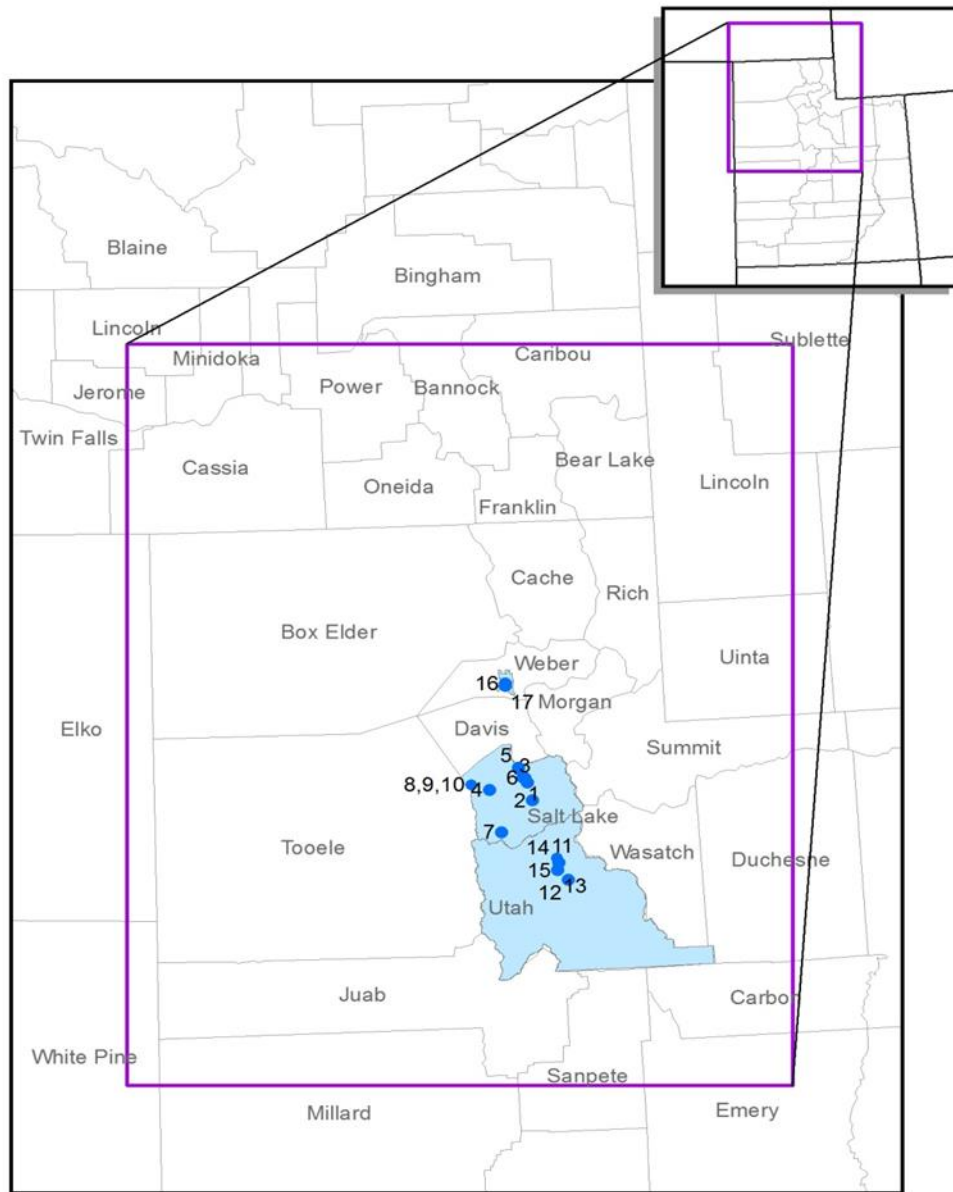 Blaine
Bingham
Lincoln
Sublette
Minidoka
Caribou
Jerome
Power
Bannock
Twin Falls
Cassia
Bear Lake
Oneida
Lincoln
Franklin
Cache
Rich
Box Elder
Weber
Uinta
16
17
Morgan
Elko
Davis
Summit
5
3
8,9,10
4
6
2
1
Salt Lake
7
Tooele
14
11
Wasatch
Duchesne
15
13
12
Utah
Juab
Carbon
White Pine
Sanpete
Millard
Emery